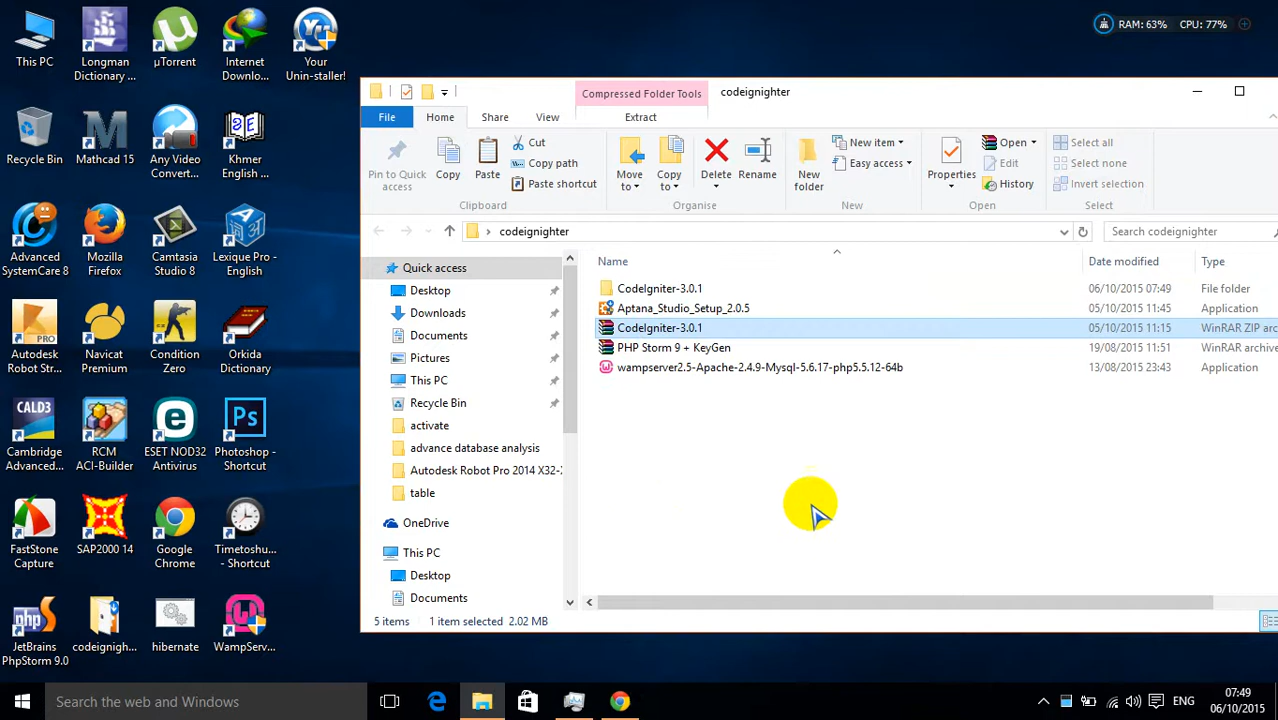 This PC
Longman
Dictionary ...
µTorrent
Internet
Downlo...
Your
Unin-staller!
Recycle Bin
Mathcad 15
Any Video
Convert...
Khmer
English ...
Advanced
SystemCare 8
Mozilla
Firefox
Camtasia
Studio 8
Lexique Pro -
English
Autodesk
Robot Str...
Navicat
Premium
Condition
Zero
Orkida
Dictionary
CALD3
Cambridge
Advanced...
RCM
ACI-Builder
ESET NOD32
Antivirus
Photoshop -
Shortcut
FastStone
Capture
SAP2000 14
Google
Chrome
Timetoshu...
- Shortcut
JetBrains
PhpStorm 9.0
codeignigh...
hibernate
WampServ...
RAM: 63% CPU: 77%
Compressed Folder Tools
codeignighter
File
Home
Share
View
Extract
Pin to Quick
access
Copy
Paste
Cut
Copy path
Paste shortcut
Clipboard
Move
to
Copy
to
Delete
Rename
Organise
New
folder
New item
Easy access
New
Properties
Open
Edit
History
Open
Select all
Select none
Invert selection
Select
codeignighter
Search codeignighter
Quick access
Desktop
Downloads
Documents
Pictures
This PC
Recycle Bin
activate
advance database analysis
Autodesk Robot Pro 2014 X32-
table
OneDrive
This PC
Desktop
Documents
Name Date modified Type
CodeIgniter-3.0.1 06/10/2015 07:49 File folder
Aptana_Studio_Setup_2.0.5 05/10/2015 11:45 Application
CodeIgniter-3.0.1 05/10/2015 11:15 WinRAR ZIP arc
PHP Storm 9 + KeyGen 19/08/2015 11:51 WinRAR archive
wampserver2.5-Apache-2.4.9-Mysql-5.6.17-php5.5.12-64b 13/08/2015 23:43 Application
5 items 1 item selected 2.02 MB
Search the web and Windows
ENG
07:49
06/10/2015